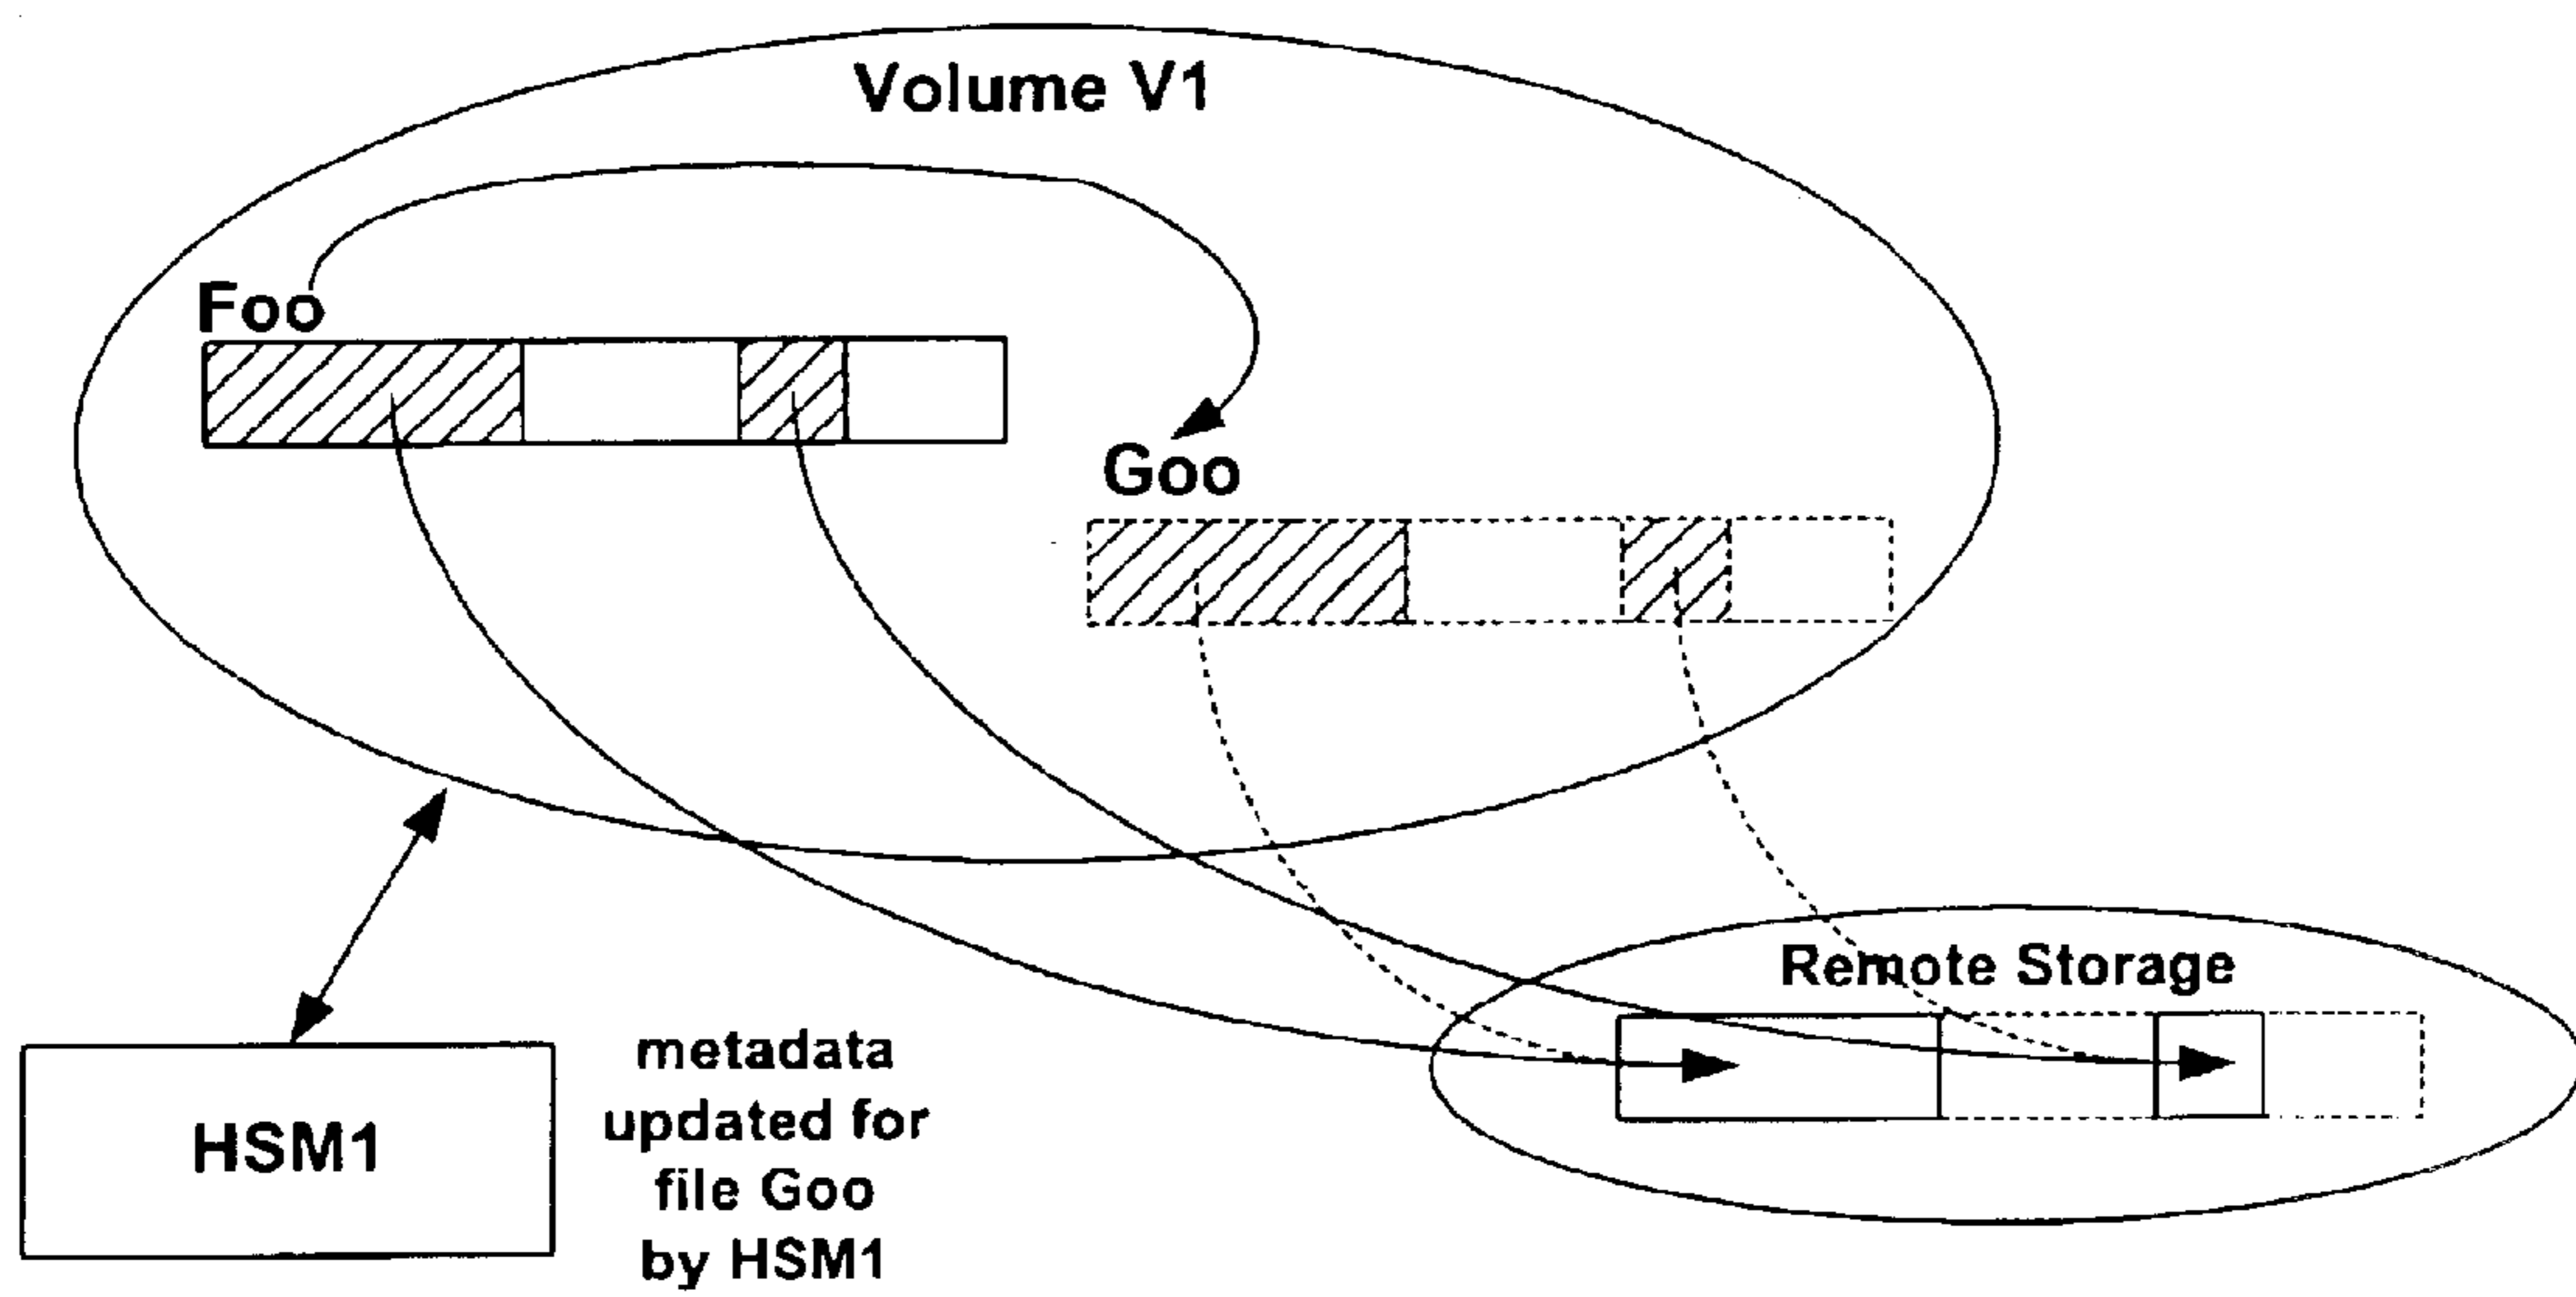 Volume V1
Foo
Goo
Remote Storage
HSM1
metadata
updated for
file Goo
by HSM1